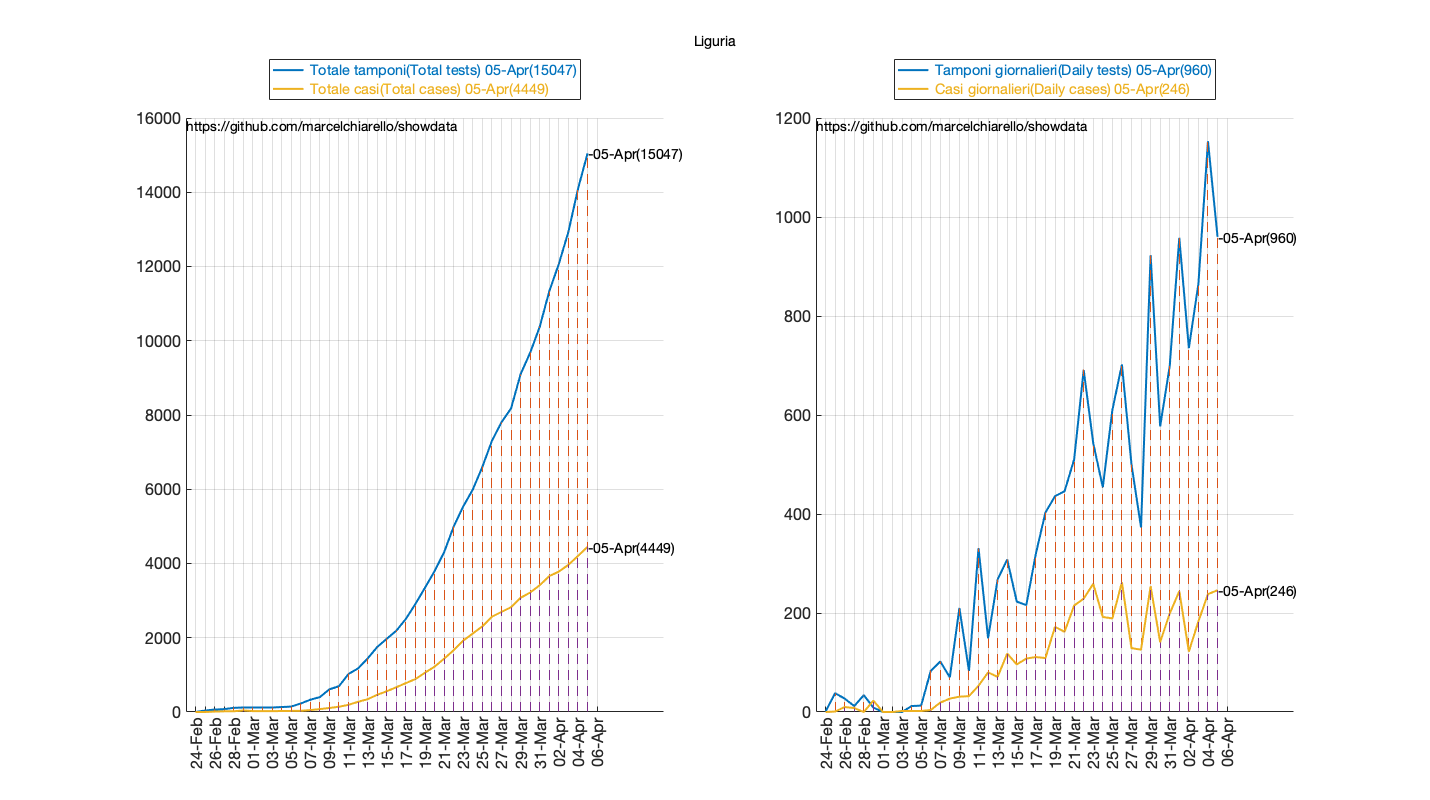 Liguria
Totale tamponi(Total tests) 05-Apr(15047)
Totale casi(Total cases) 05-Apr(4449)
https://github.com/marcelchiarello/showdata
16000
14000
12000
10000
8000
6000
4000
2000
0
-05-Apr(15047)
-05-Apr(4449)
24-Feb
26-Feb
28-Feb
01-Mar
03-Mar
05-Mar
07-Mar
09-Mar
11-Mar
13-Mar
15-Mar
17-Mar
19-Mar
21-Mar
23-Mar
25-Mar
27-Mar
29-Mar
31-Mar
02-Apr
04-Apr
06-Apr
Tamponi giornalieri(Daily tests) 05-Apr(960)
Casi giornalieri(Daily cases) 05-Apr(246)
https://github.com/marcelchiarello/showdata
1200
1000
800
600
400
200
0
-05-Apr(960)
-05-Apr(246)
24-Feb
26-Feb
28-Feb
01-Mar
03-Mar
05-Mar
07-Mar
09-Mar
11-Mar
13-Mar
15-Mar
17-Mar
19-Mar
21-Mar
23-Mar
25-Mar
27-Mar
29-Mar
31-Mar
02-Apr
04-Apr
06-Apr